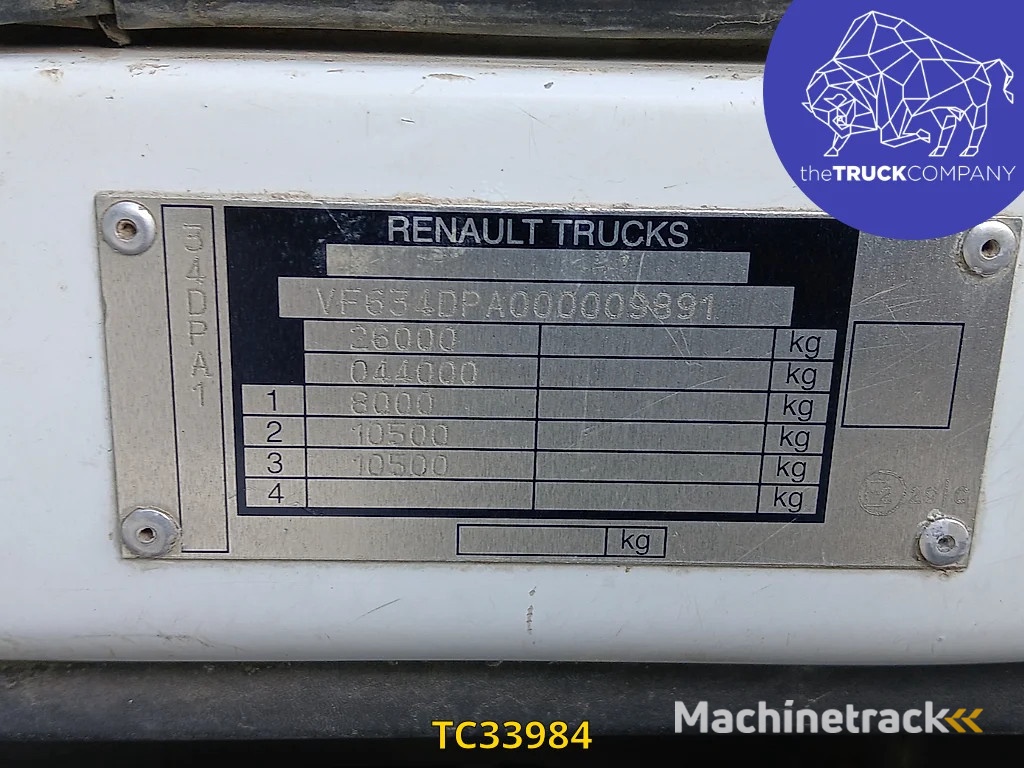 theTRUCKCOMPANY
RENAULT TRUCKS
34DPA1
VF634DPA000009891
26000 kg
044000 kg
1 8000 kg
2 10500 kg
3 10500 kg
4 kg
kg
Machinetrack
TC33984